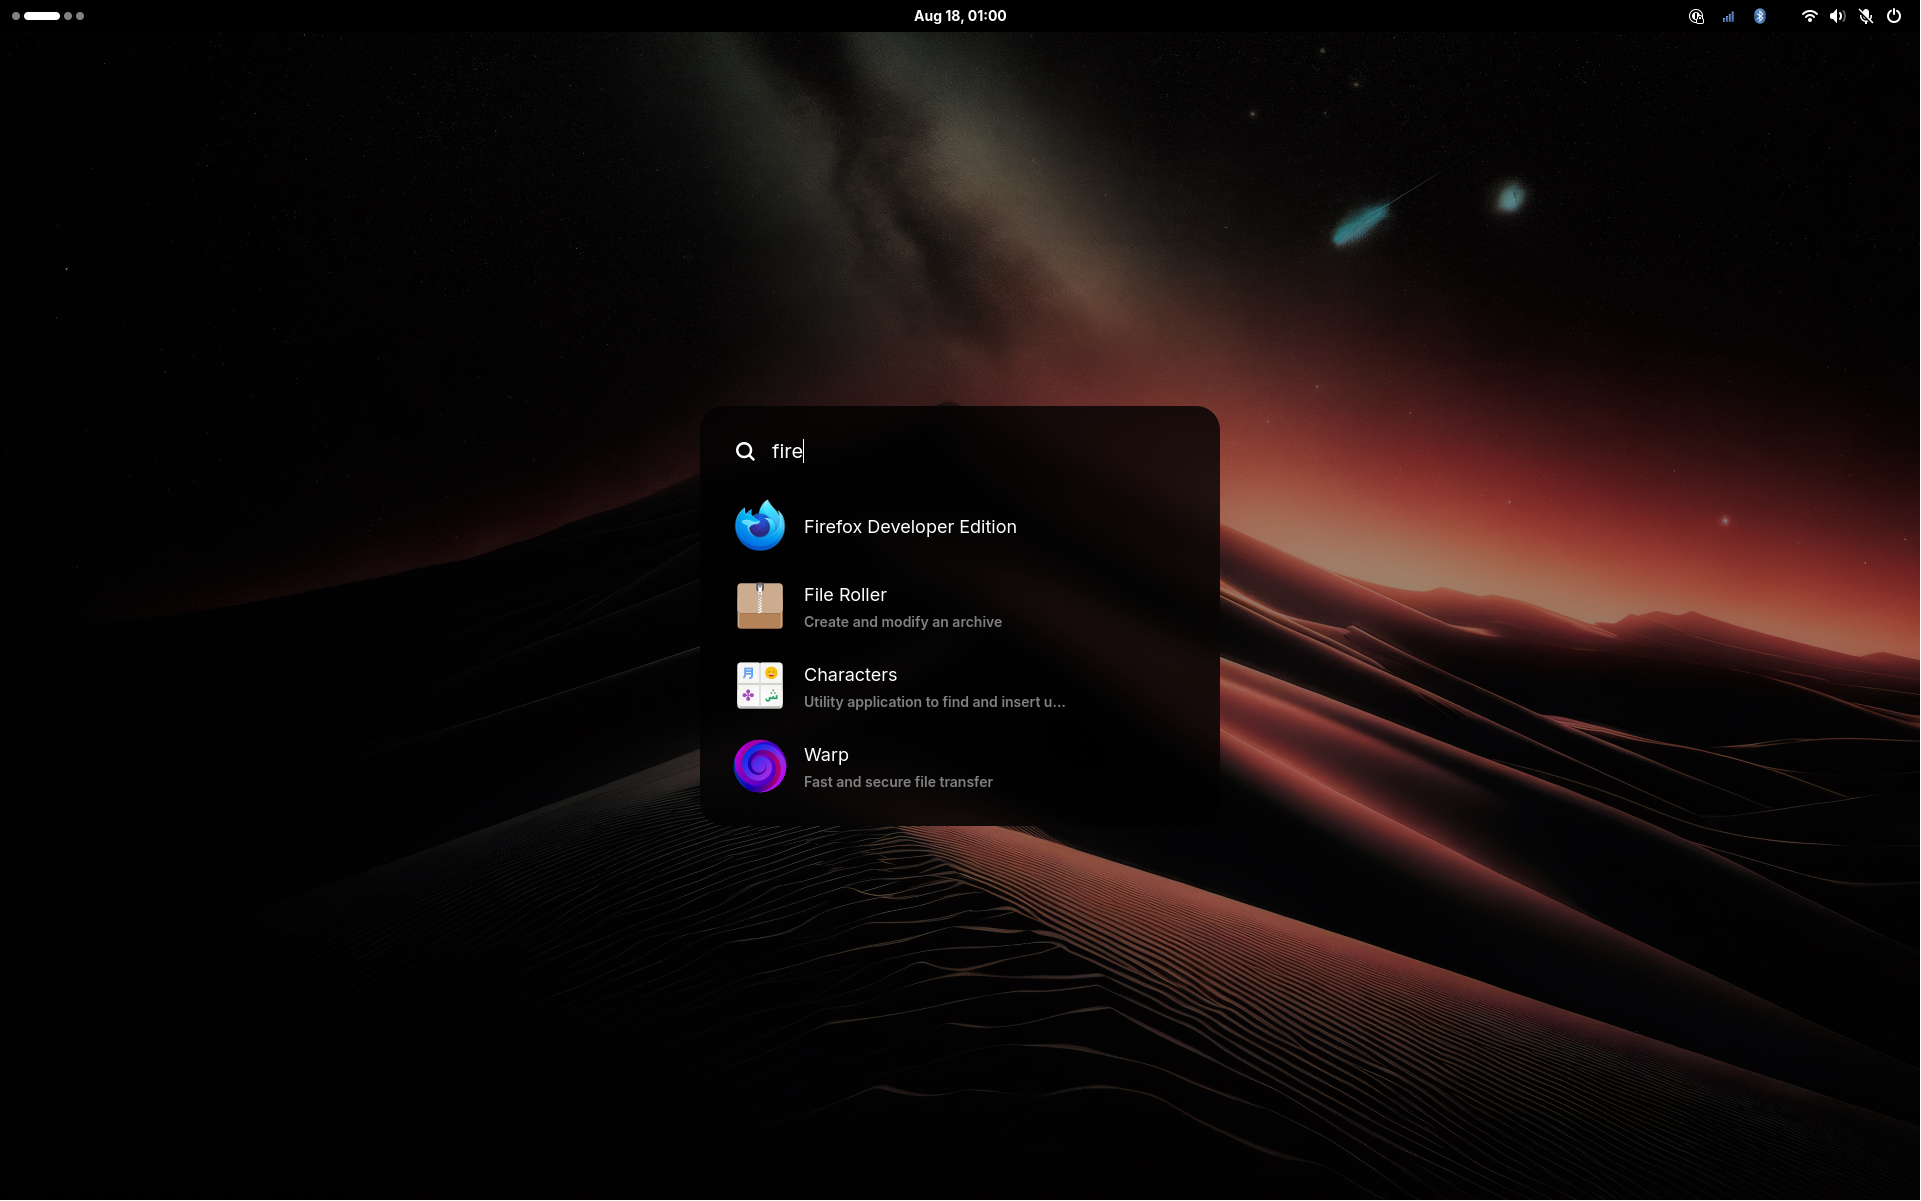 Aug 18, 01:00
fire
Firefox Developer Edition
File Roller
Create and modify an archive
Characters
Utility application to find and insert u...
Warp
Fast and secure file transfer